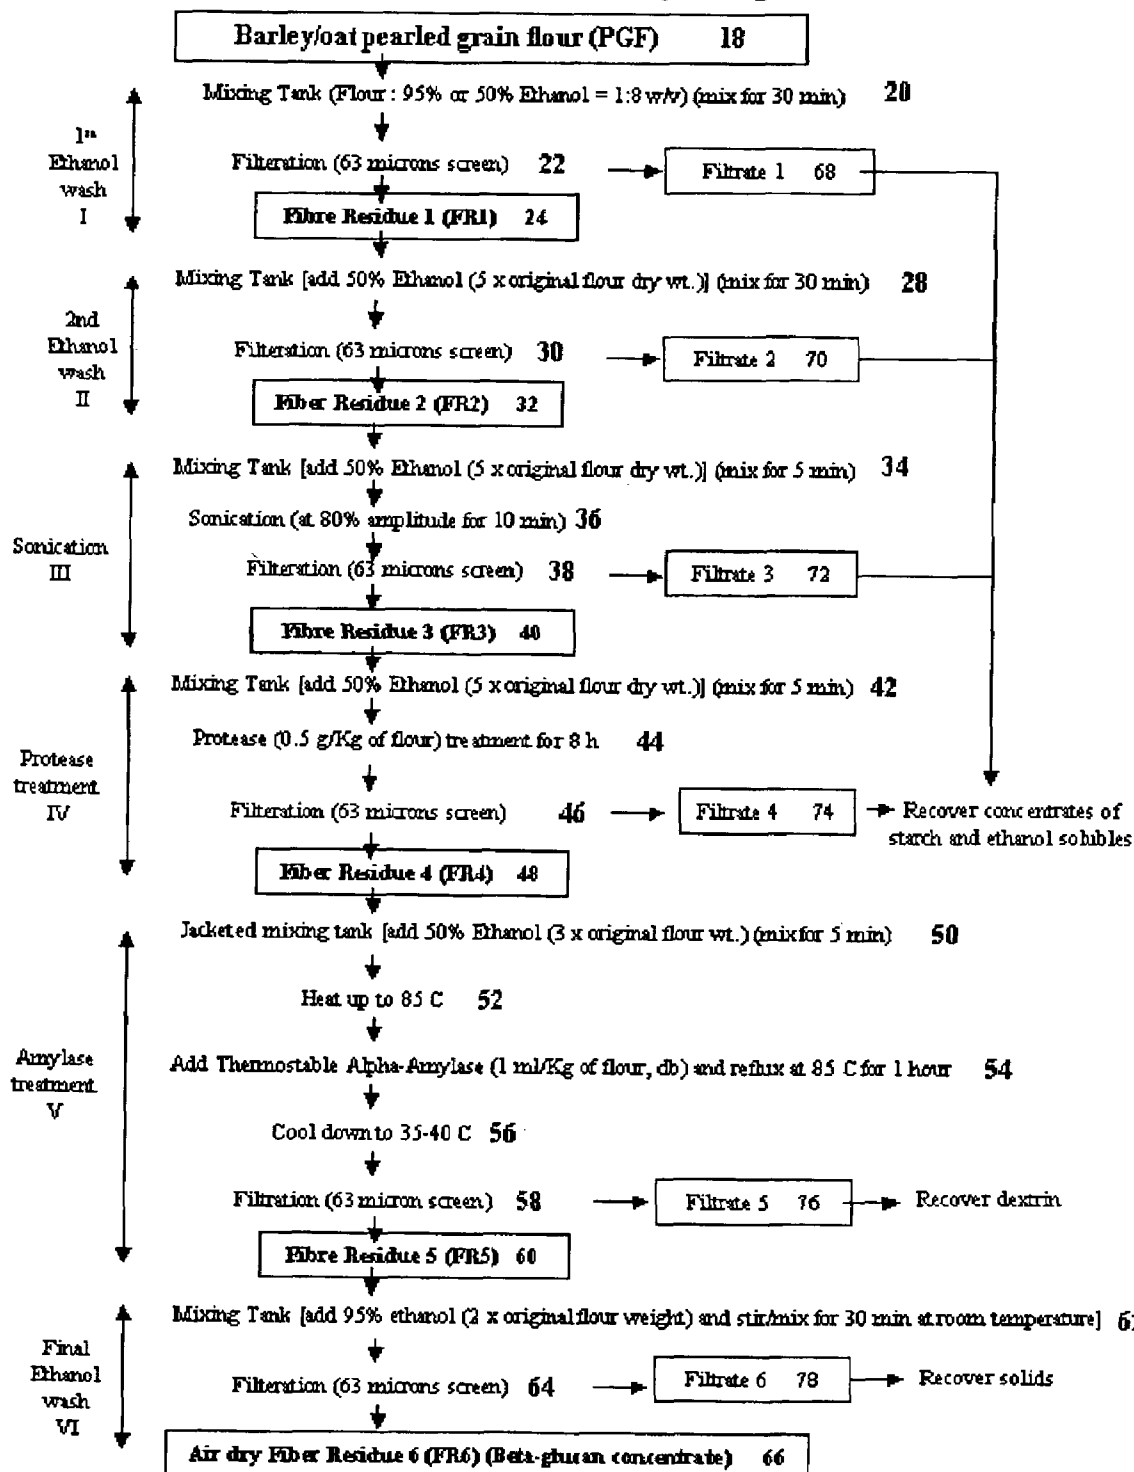 Barley/oat pearled grain flour (PGF) 18
Mixing Tank (Flour : 95% or 50% Ethanol = 1:8 w/v) (mix for 30 min) 20
1st
Ethanol
wash
I
Filteration (63 microns screen) 22
Filtrate 1 68
Fibre Residue 1 (FR1) 24
Mixing Tank [add 50% Ethanol (5 x original flour dry wt.)] (mix for 30 min) 28
2nd
Ethanol
wash
II
Filteration (63 microns screen) 30
Filtrate 2 70
Fiber Residue 2 (FR2) 32
Mixing Tank [add 50% Ethanol (5 x original flour dry wt.)] (mix for 5 min) 34
Sonication (at 80% amplitude for 10 min) 36
Sonication
III
Filteration (63 microns screen) 38
Filtrate 3 72
Fibre Residue 3 (FR3) 40
Mixing Tank [add 50% Ethanol (5 x original flour dry wt.)] (mix for 5 min) 42
Protease (0.5 g/Kg of flour) treatment for 8 h 44
Protease
treatment
IV
Filteration (63 microns screen) 46
Filtrate 4 74
Recover concentrates of
starch and ethanol solubles
Fiber Residue 4 (FR4) 48
Jacketed mixing tank [add 50% Ethanol (3 x original flour wt.) (mix for 5 min) 50
Heat up to 85 C 52
Amylase
treatment
V
Add Thermostable Alpha-Amylase (1 ml/Kg of flour, db) and reflux at 85 C for 1 hour 54
Cool down to 35-40 C 56
Filtration (63 micron screen) 58
Filtrate 5 76
Recover dextrin
Fibre Residue 5 (FR5) 60
Mixing Tank [add 95% ethanol (2 x original flour weight) and stir/mix for 30 min at room temperature]
Final
Ethanol
wash
VI
Filteration (63 microns screen) 64
Filtrate 6 78
Recover solids
Air dry Fiber Residue 6 (FR6) (Beta-glucan concentrate) 66